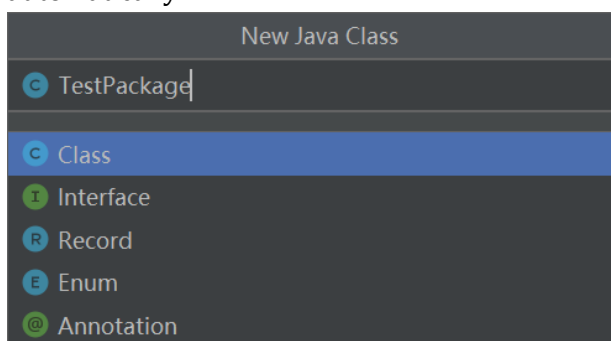 New Java Class
C TestPackage
C Class
I Interface
R Record
E Enum
@ Annotation